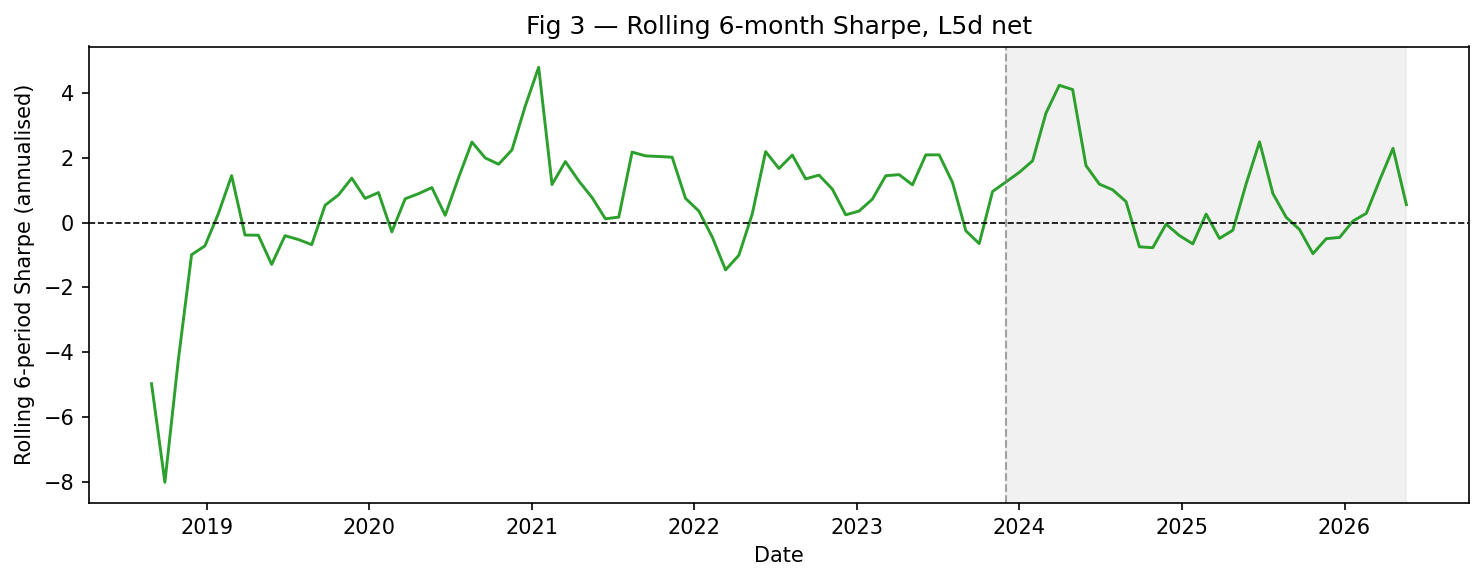 Fig 3 — Rolling 6-month Sharpe, L5d net
Rolling 6-period Sharpe (annualised)
4
2
0
−2
−4
−6
−8
2019 2020 2021 2022 2023 2024 2025 2026
Date